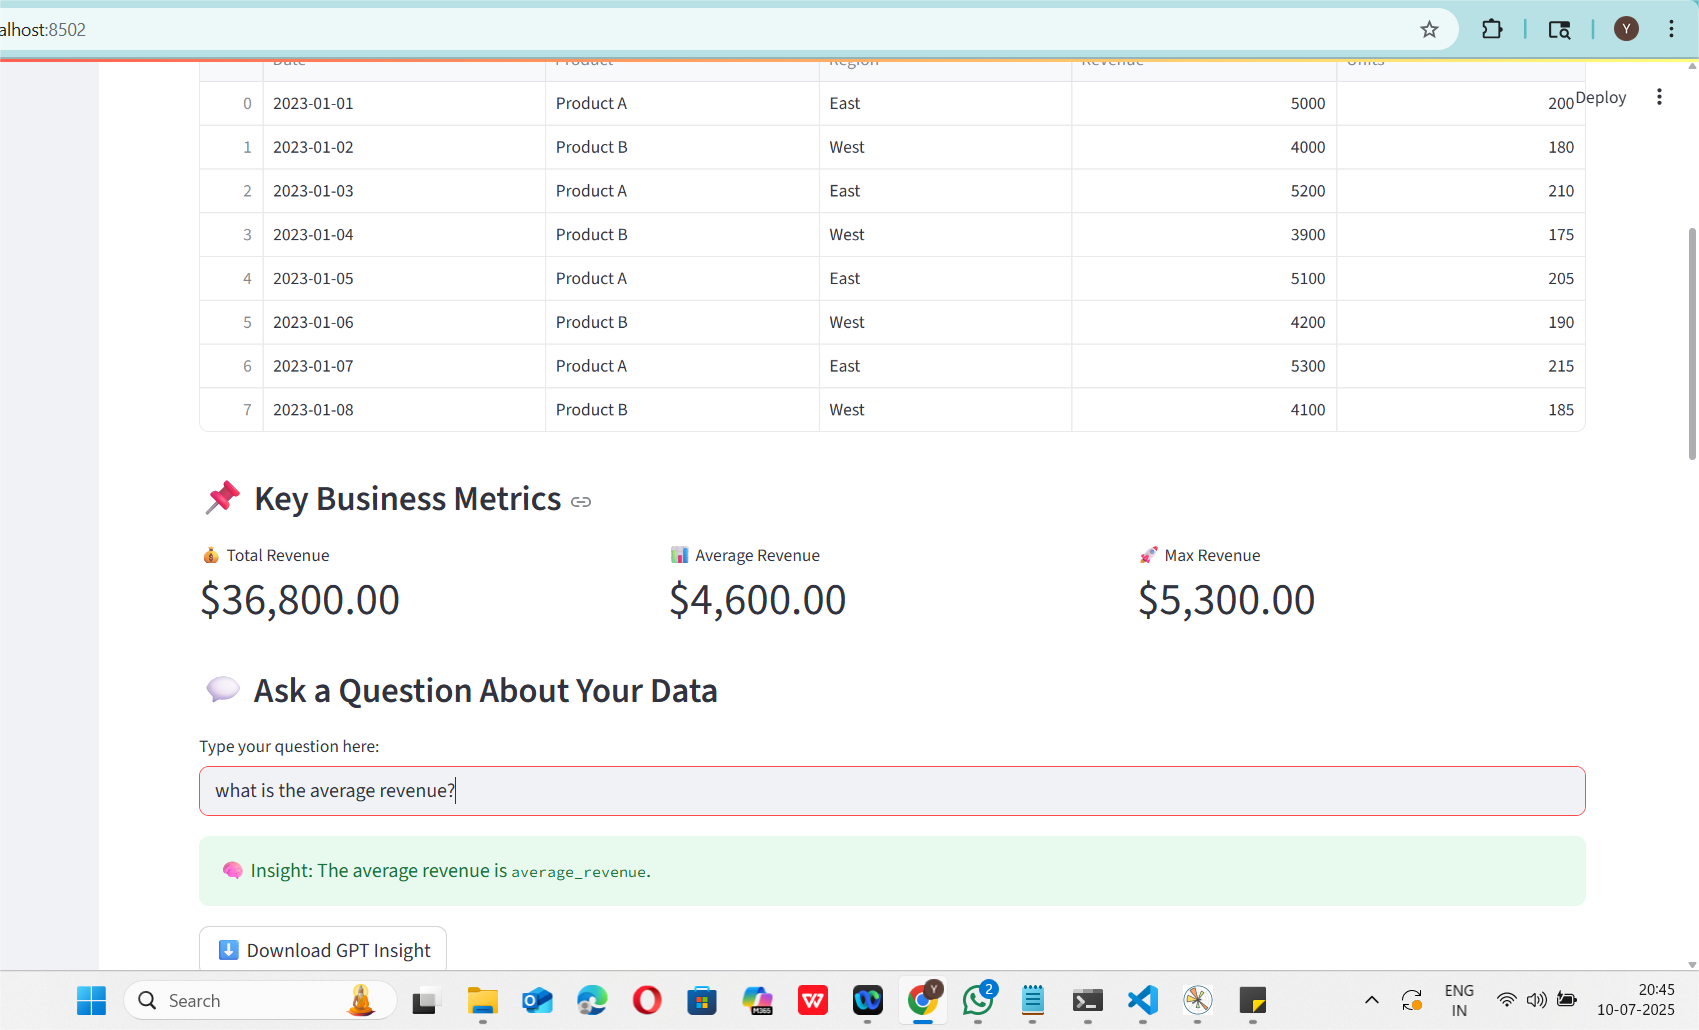 alhost:8502
Y
Date Product Region Revenue Units
Deploy
0 2023-01-01 Product A East 5000 200
1 2023-01-02 Product B West 4000 180
2 2023-01-03 Product A East 5200 210
3 2023-01-04 Product B West 3900 175
4 2023-01-05 Product A East 5100 205
5 2023-01-06 Product B West 4200 190
6 2023-01-07 Product A East 5300 215
7 2023-01-08 Product B West 4100 185
Key Business Metrics
Total Revenue Average Revenue Max Revenue
$36,800.00 $4,600.00 $5,300.00
Ask a Question About Your Data
Type your question here:
what is the average revenue?
Insight: The average revenue is average_revenue.
Download GPT Insight
Search
M365
Y
2
ENG
IN
20:45
10-07-2025